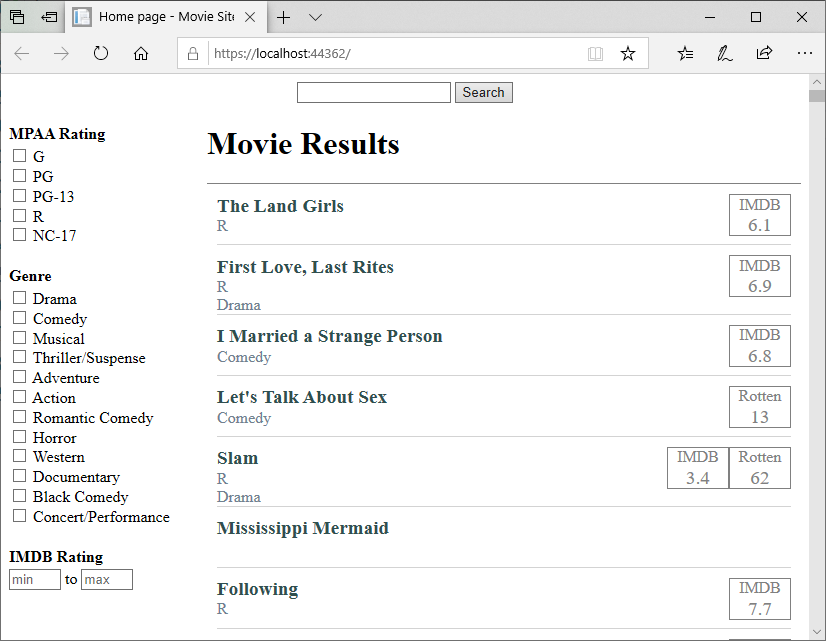 Home page - Movie Site
https://localhost:44362/
Search
MPAA Rating
G
PG
PG-13
R
NC-17
Genre
Drama
Comedy
Musical
Thriller/Suspense
Adventure
Action
Romantic Comedy
Horror
Western
Documentary
Black Comedy
Concert/Performance
IMDB Rating
min to max
Movie Results
The Land Girls
R
IMDB
6.1
First Love, Last Rites
R
Drama
IMDB
6.9
I Married a Strange Person
Comedy
IMDB
6.8
Let's Talk About Sex
Comedy
Rotten
13
Slam
R
Drama
IMDB Rotten
3.4 62
Mississippi Mermaid
Following
R
IMDB
7.7